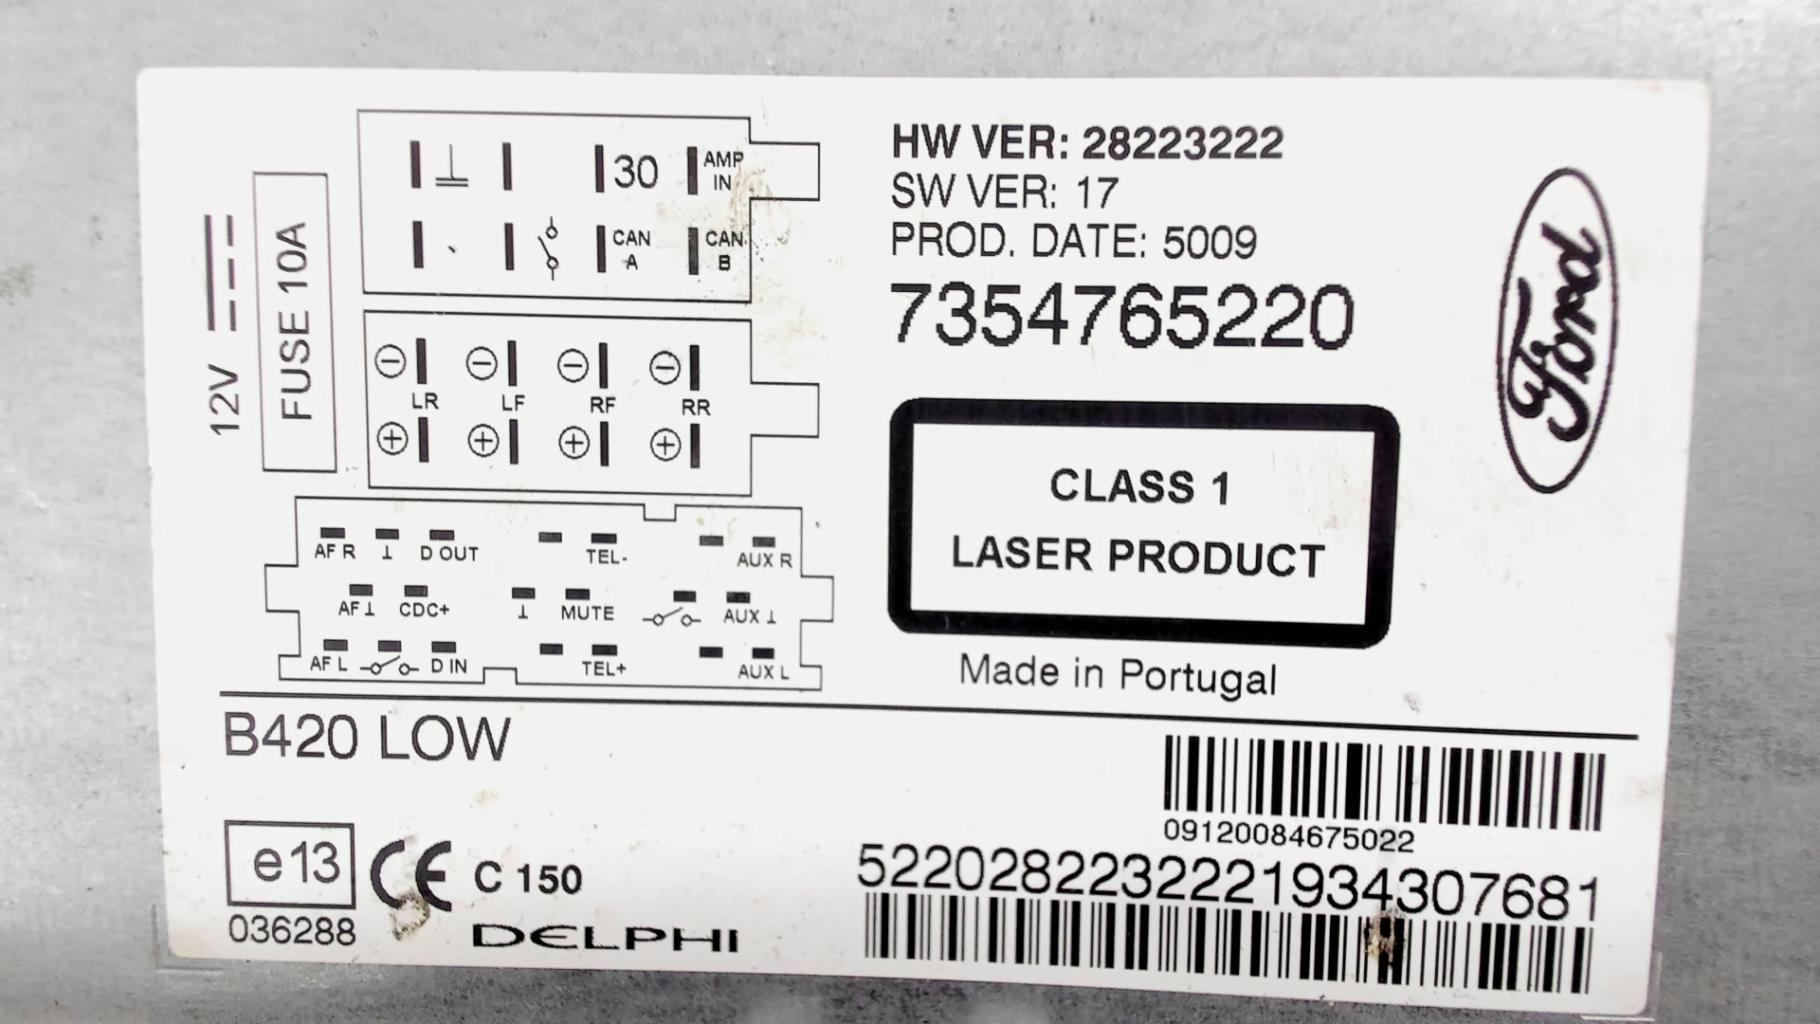 12V
FUSE 10A
30 AMP IN
CAN A CAN B
LR LF RF RR
AF R D OUT TEL- AUX R
AF CDC+ MUTE AUX
AF L D IN TEL+ AUX L
HW VER: 28223222
SW VER: 17
PROD. DATE: 5009
7354765220
CLASS 1
LASER PRODUCT
Made in Portugal
Ford
B420 LOW
09120084675022
e13 CE C 150
036288
DELPHI
5220282232221934307681